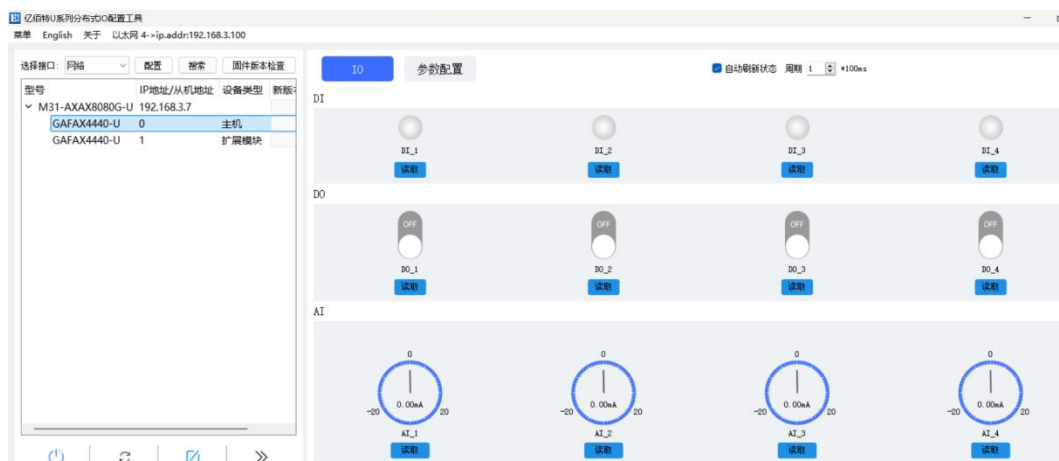 亿佰特U系列分布式IO配置工具
菜单 English 关于 以太网 4->ip.addr:192.168.3.100
选择接口: 网络 配置 搜索 固件版本检查
IO 参数配置 自动刷新状态 周期 1 *100ms
型号 IP地址/从机地址 设备类型 新版
M31-AXAX8080G-U 192.168.3.7
GAFAX4440-U 0 主机
GAFAX4440-U 1 扩展模块
DI
DI_1 DI_2 DI_3 DI_4
读取 读取 读取 读取
DO
OFF OFF OFF OFF
DO_1 DO_2 DO_3 DO_4
读取 读取 读取 读取
AI
0 0 0 0
0.00mA 0.00mA 0.00mA 0.00mA
-20 20 -20 20 -20 20 -20 20
AI_1 AI_2 AI_3 AI_4
读取 读取 读取 读取